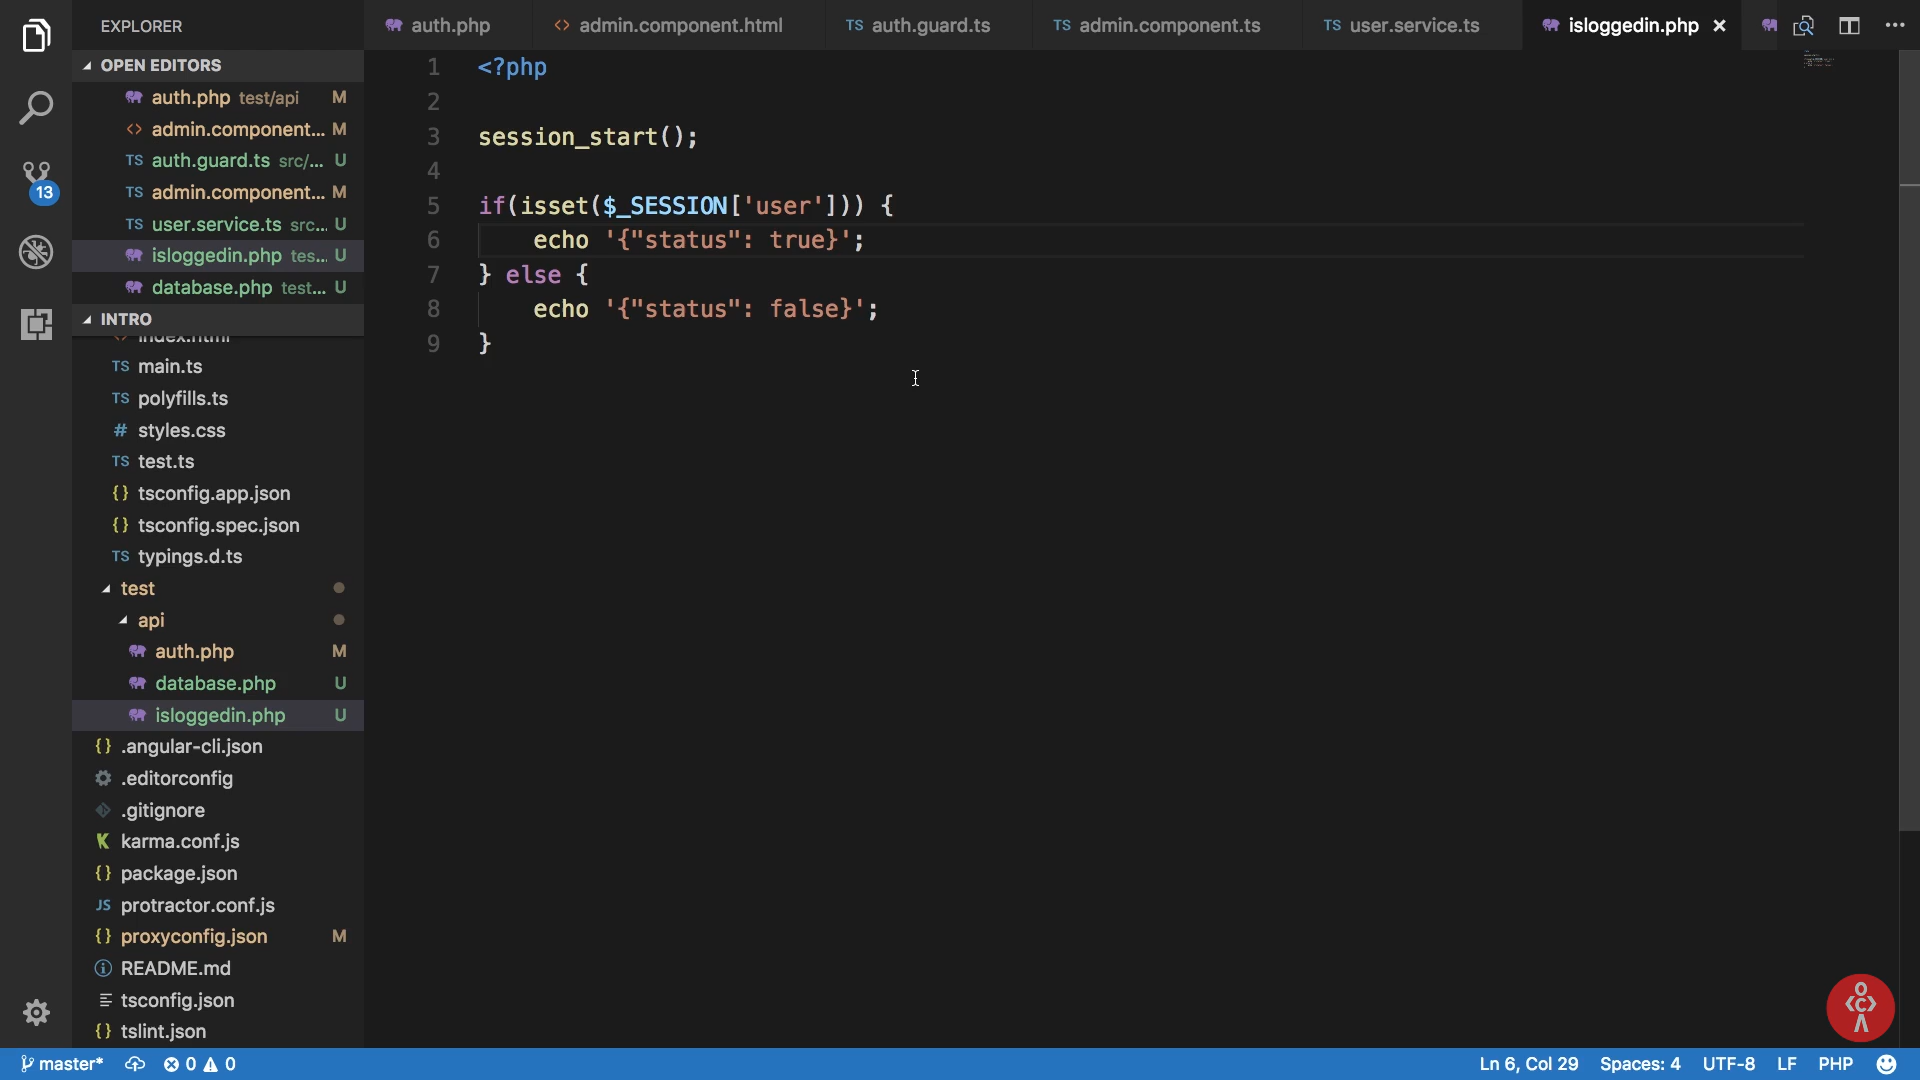 EXPLORER
OPEN EDITORS
auth.php test/api M
<> admin.component... M
TS auth.guard.ts src/... U
TS admin.component... M
TS user.service.ts src... U
isloggedin.php tes... U
database.php test... U
INTRO
<> index.html
TS main.ts
TS polyfills.ts
# styles.css
TS test.ts
{} tsconfig.app.json
{} tsconfig.spec.json
TS typings.d.ts
test
api
auth.php M
database.php U
isloggedin.php U
{} .angular-cli.json
.editorconfig
.gitignore
K karma.conf.js
{} package.json
JS protractor.conf.js
{} proxyconfig.json M
README.md
tsconfig.json
{} tslint.json
13
auth.php <> admin.component.html TS auth.guard.ts TS admin.component.ts TS user.service.ts isloggedin.php
1 <?php
2
3 session_start();
4
5 if(isset($_SESSION['user'])) {
6 echo '{"status": true}';
7 } else {
8 echo '{"status": false}';
9 }
master* 0 0 Ln 6, Col 29 Spaces: 4 UTF-8 LF PHP